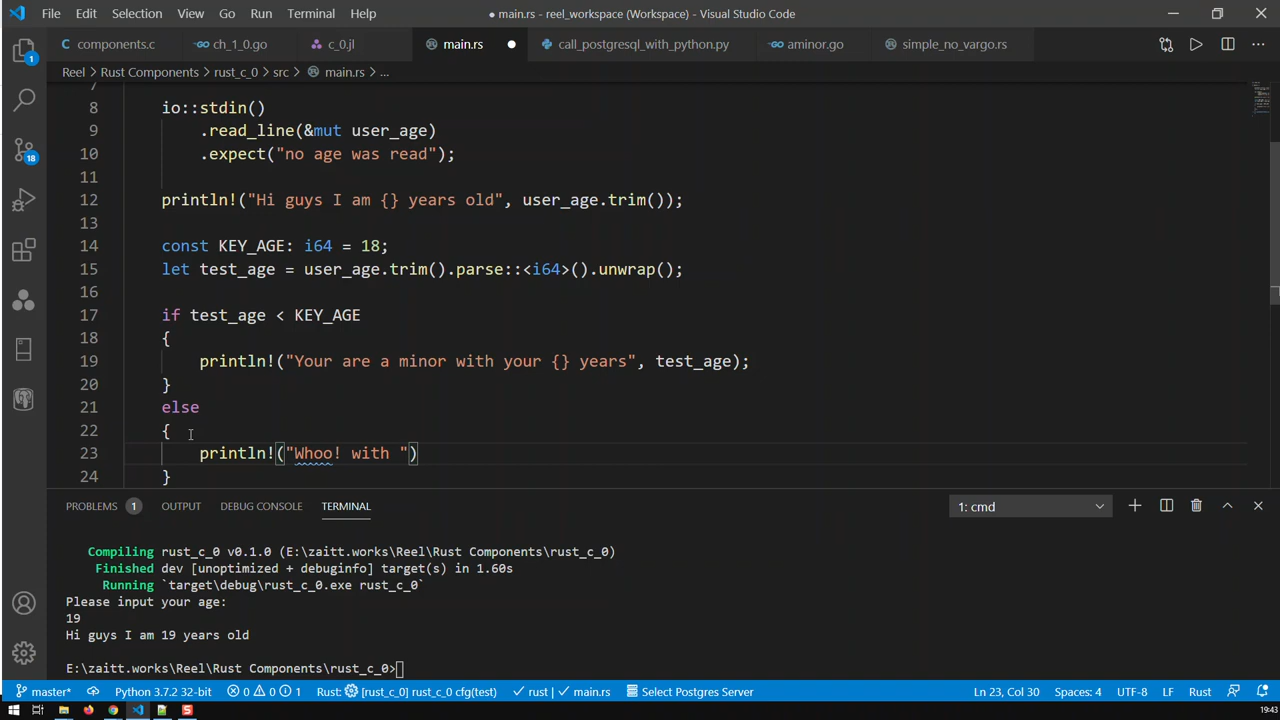 File Edit Selection View Go Run Terminal Help ● main.rs - reel_workspace (Workspace) - Visual Studio Code
components.c ch_1_0.go c_0.jl main.rs call_postgresql_with_python.py aminor.go simple_no_vargo.rs
Reel > Rust Components > rust_c_0 > src > main.rs > ...
7
8 io::stdin()
9 .read_line(&mut user_age)
10 .expect("no age was read");
11
12 println!("Hi guys I am {} years old", user_age.trim());
13
14 const KEY_AGE: i64 = 18;
15 let test_age = user_age.trim().parse::<i64>().unwrap();
16
17 if test_age < KEY_AGE
18 {
19 println!("Your are a minor with your {} years", test_age);
20 }
21 else
22 {
23 println!("Whoo! with ")
24 }
PROBLEMS 1 OUTPUT DEBUG CONSOLE TERMINAL 1: cmd
Compiling rust_c_0 v0.1.0 (E:\zaitt.works\Reel\Rust Components\rust_c_0)
Finished dev [unoptimized + debuginfo] target(s) in 1.60s
Running `target\debug\rust_c_0.exe rust_c_0`
Please input your age:
19
Hi guys I am 19 years old
E:\zaitt.works\Reel\Rust Components\rust_c_0>
master* Python 3.7.2 32-bit 0 0 1 Rust: [rust_c_0] rust_c_0 cfg(test) ✓ rust | ✓ main.rs Select Postgres Server Ln 23, Col 30 Spaces: 4 UTF-8 LF Rust
1
18
19:43